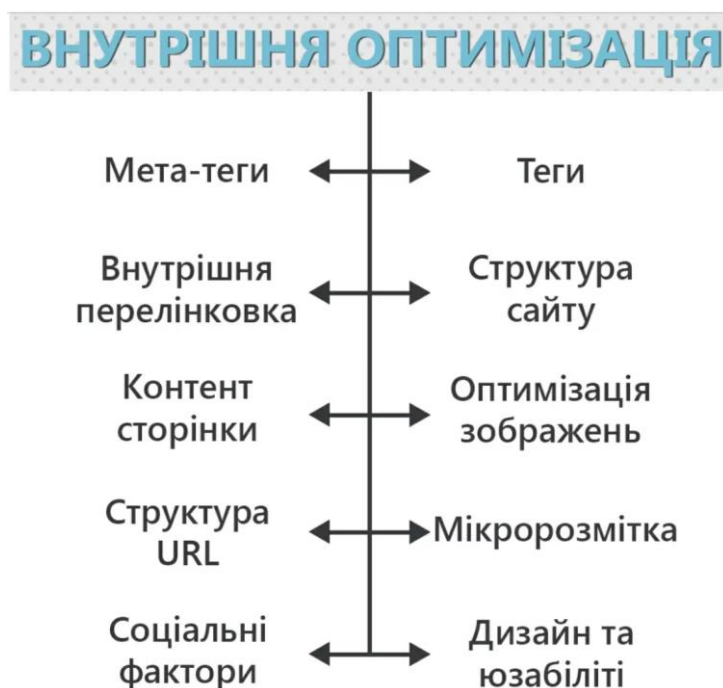 ВНУТРІШНЯ ОПТИМІЗАЦІЯ
Мета-теги
Теги
Внутрішня
перелінковка
Структура
сайту
Контент
сторінки
Оптимізація
зображень
Структура
URL
Мікророзмітка
Соціальні
фактори
Дизайн та
юзабіліті